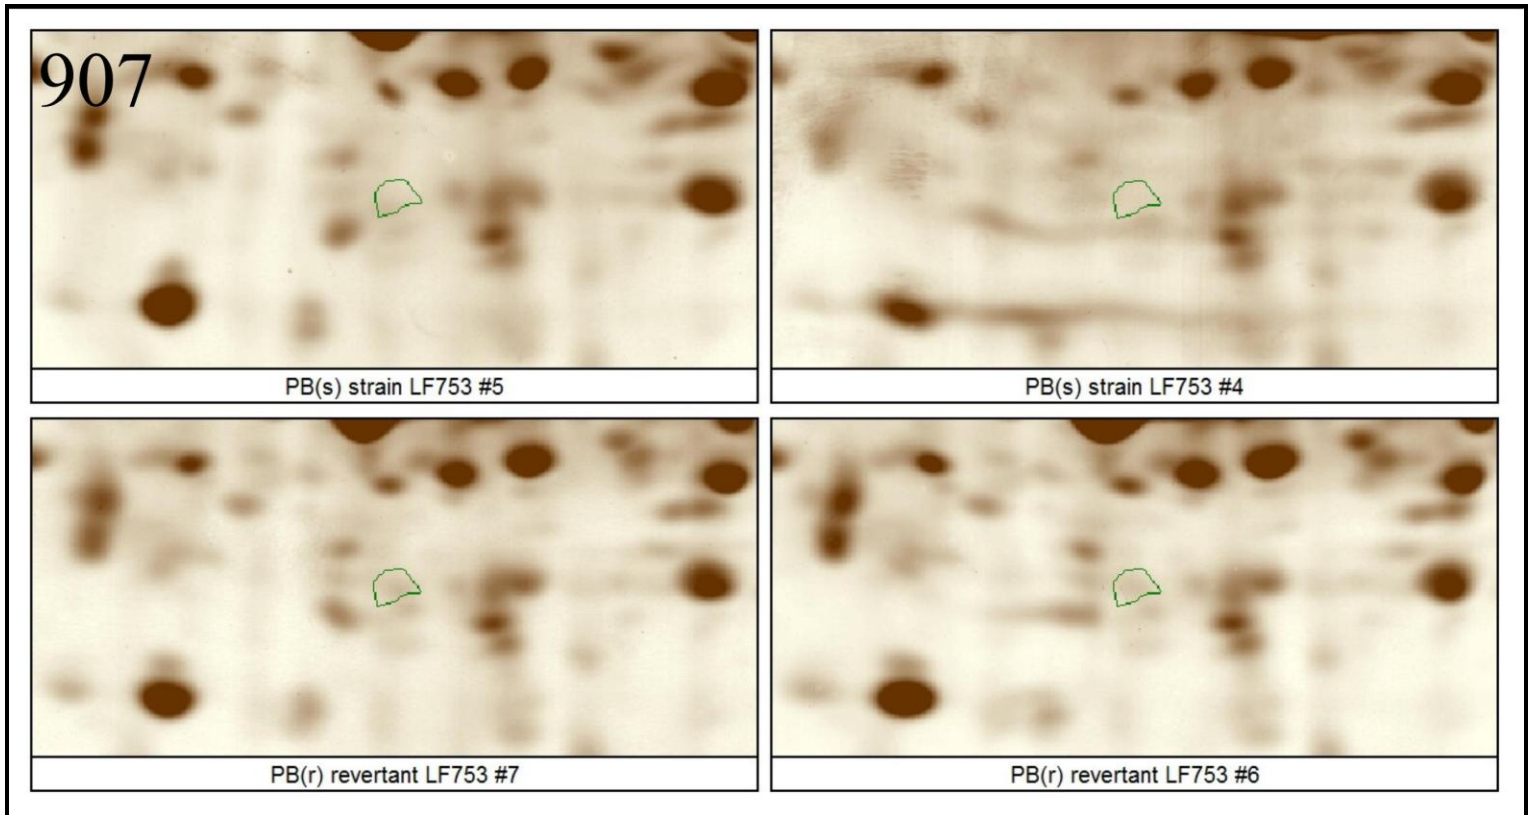 907
PB(s) strain LF753 #5
PB(s) strain LF753 #4
PB(r) revertant LF753 #7
PB(r) revertant LF753 #6